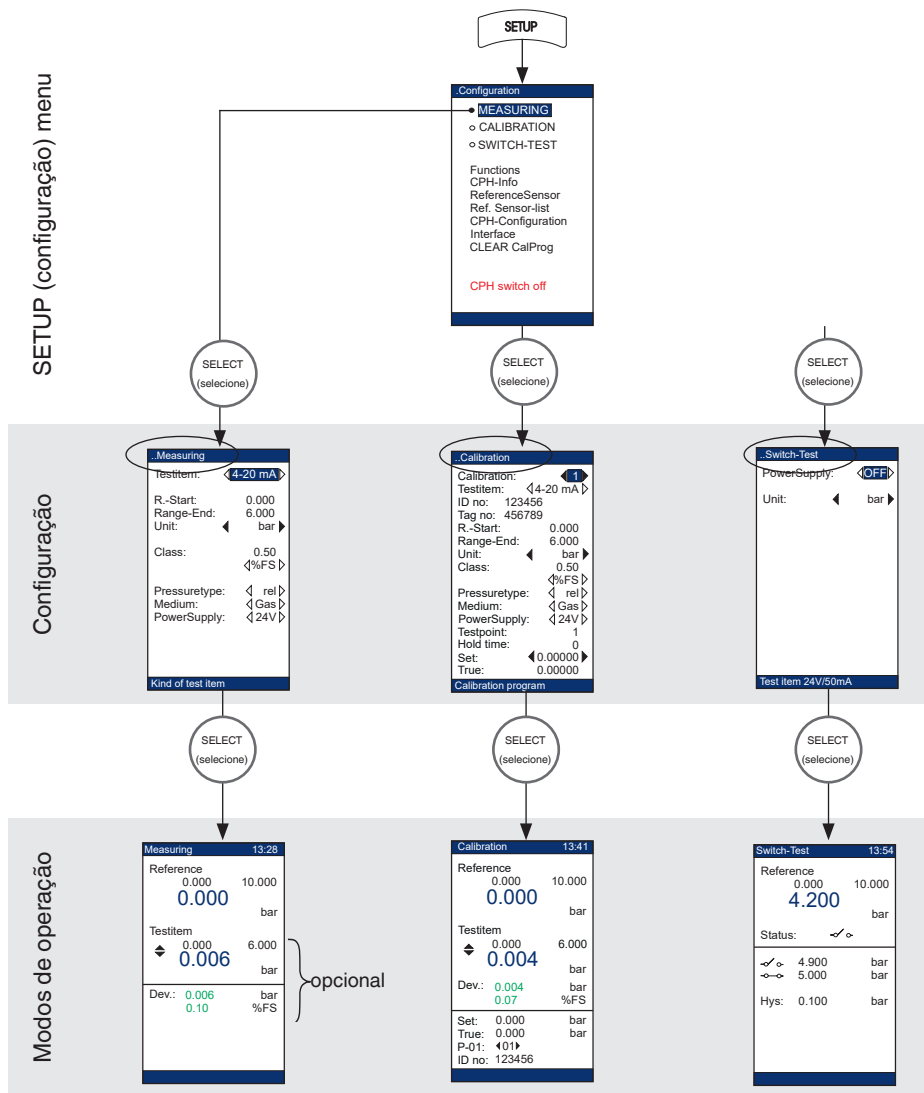 SETUP
SETUP (configuração) menu
.Configuration
MEASURING
CALIBRATION
SWITCH-TEST
Functions
CPH-Info
ReferenceSensor
Ref. Sensor-list
CPH-Configuration
Interface
CLEAR CalProg
CPH switch off
SELECT
(selecione)
SELECT
(selecione)
SELECT
(selecione)
Configuração
..Measuring
Testitem: 4-20 mA
R.-Start: 0.000
Range-End: 6.000
Unit: bar
Class: 0.50
%FS
Pressuretype: rel
Medium: Gas
PowerSupply: 24V
Kind of test item
..Calibration
Calibration: 1
Testitem: 4-20 mA
ID no: 123456
Tag no: 456789
R.-Start: 0.000
Range-End: 6.000
Unit: bar
Class: 0.50
%FS
Pressuretype: rel
Medium: Gas
PowerSupply: 24V
Testpoint: 1
Hold time: 0
Set: 0.00000
True: 0.00000
Calibration program
..Switch-Test
PowerSupply: OFF
Unit: bar
Test item 24V/50mA
SELECT
(selecione)
SELECT
(selecione)
SELECT
(selecione)
Modos de operação
Measuring 13:28
Reference
0.000 10.000
0.000
bar
Testitem
0.000 6.000
0.006
bar
Dev.: 0.006 bar
0.10 %FS
opcional
Calibration 13:41
Reference
0.000 10.000
0.000
bar
Testitem
0.000 6.000
0.004
bar
Dev.: 0.004 bar
0.07 %FS
Set: 0.000 bar
True: 0.000 bar
P-01: 01
ID no: 123456
Switch-Test 13:54
Reference
0.000 10.000
4.200
bar
Status:
4.900 bar
5.000 bar
Hys: 0.100 bar